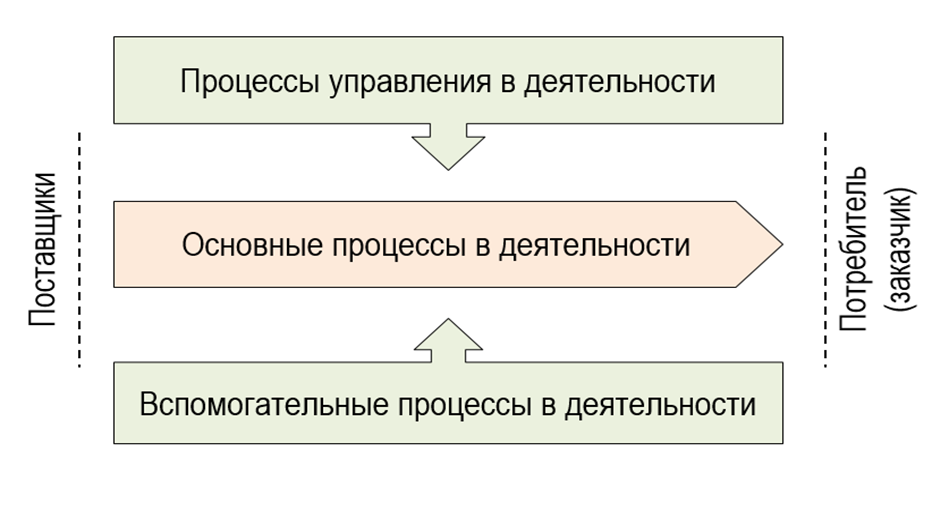 Процессы управления в деятельности
Поставщики
Основные процессы в деятельности
Потребитель
(заказчик)
Вспомогательные процессы в деятельности